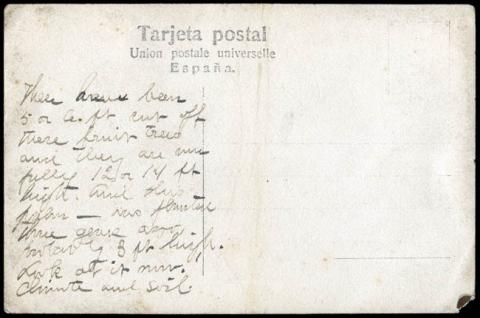 Tarjeta postal
Union postale universelle
España.
There have been
5 or 6 ft cut off
these fruit trees
and they are now
fully 12 or 14 ft
high. And this
palm — was planted
three years ago.
probably 3 ft high.
Look at it now.
Climate and soil.